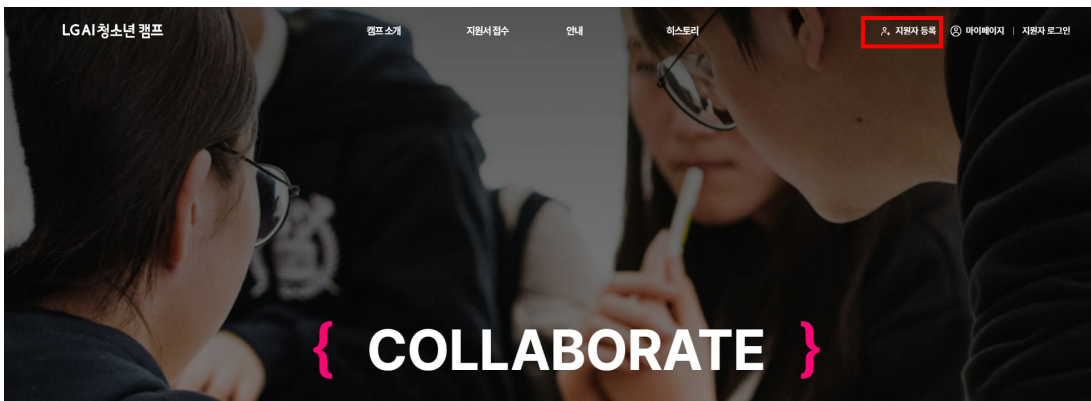 LG AI 청소년 캠프
캠프 소개
지원서 접수
안내
히스토리
지원자 등록
마이페이지 | 지원자 로그인
{ COLLABORATE }